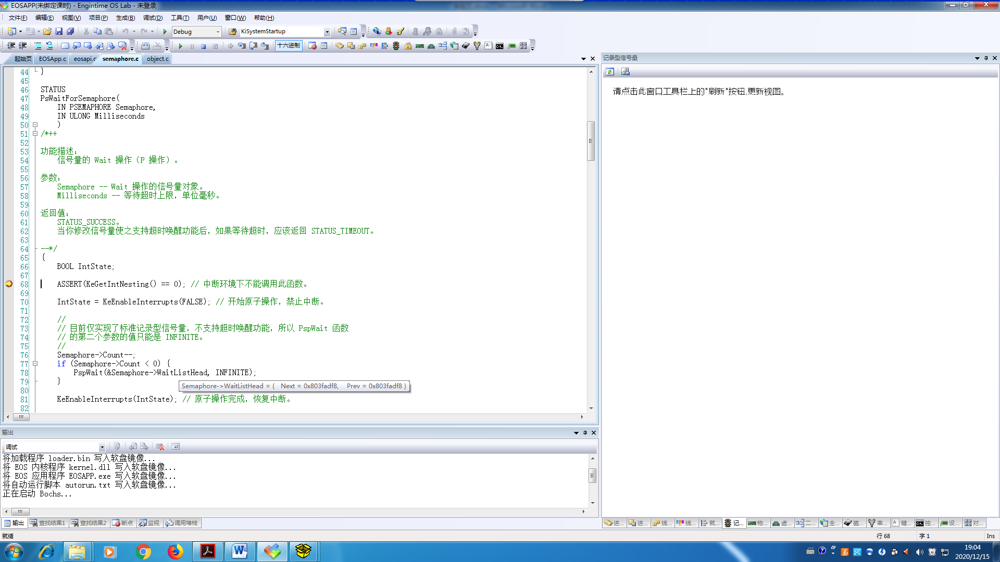 EOSAPP(未绑定课时) - Engintime OS Lab - 未登录
文件(F) 编辑(E) 视图(V) 项目(P) 生成(B) 调试(D) 工具(T) 用户(U) 窗口(W) 帮助(H)
Debug KiSystemStartup
十六进制
起始页 EOSApp.c eosapi.c semaphore.c object.c
44 }
45
46 STATUS
47 PsWaitForSemaphore(
48 IN PSEMAPHORE Semaphore,
49 IN ULONG Milliseconds
50 )
51 /*++
52
53 功能描述:
54 信号量的 Wait 操作（P 操作）。
55
56 参数:
57 Semaphore -- Wait 操作的信号量对象。
58 Milliseconds -- 等待超时上限，单位毫秒。
59
60 返回值:
61 STATUS_SUCCESS。
62 当你修改信号量使之支持超时唤醒功能后，如果等待超时，应该返回 STATUS_TIMEOUT。
63
64 --*/
65 {
66 BOOL IntState;
67
68 ASSERT(KeGetIntNesting() == 0); // 中断环境下不能调用此函数。
69
70 IntState = KeEnableInterrupts(FALSE); // 开始原子操作，禁止中断。
71
72 //
73 // 目前仅实现了标准记录型信号量，不支持超时唤醒功能，所以 PspWait 函数
74 // 的第二个参数的值只能是 INFINITE。
75 //
76 Semaphore->Count--;
77 if (Semaphore->Count < 0) {
78 PspWait(&Semaphore->WaitListHead, INFINITE);
79 }
Semaphore->WaitListHead = { Next = 0x803fadf8, Prev = 0x803fadf8 }
80
81 KeEnableInterrupts(IntState); // 原子操作完成，恢复中断。
82
记录型信号量
请点击此窗口工具栏上的"刷新"按钮,更新视图。
输出
调试
将加载程序 loader.bin 写入软盘镜像...
将 EOS 内核程序 kernel.dll 写入软盘镜像...
将 EOS 应用程序 EOSAPP.exe 写入软盘镜像...
将自动运行脚本 autorun.txt 写入软盘镜像...
正在启动 Bochs...
输出 查找结果1 查找结果2 断点 监视 调用堆栈
进... 进... 线... 线... 就... 记... 物... 虚... 二... 全... 磁... 串... 键... 控... 设... 对...
就绪 行 68 字 1 Ins
19:04
2020/12/15